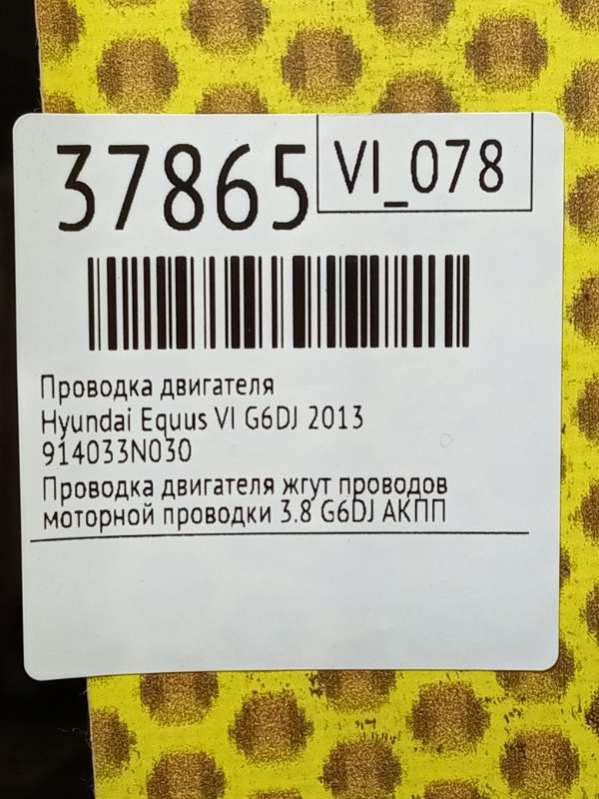 37865
VI_078
Проводка двигателя
Hyundai Equus VI G6DJ 2013
914033N030
Проводка двигателя жгут проводов
моторной проводки 3.8 G6DJ АКПП